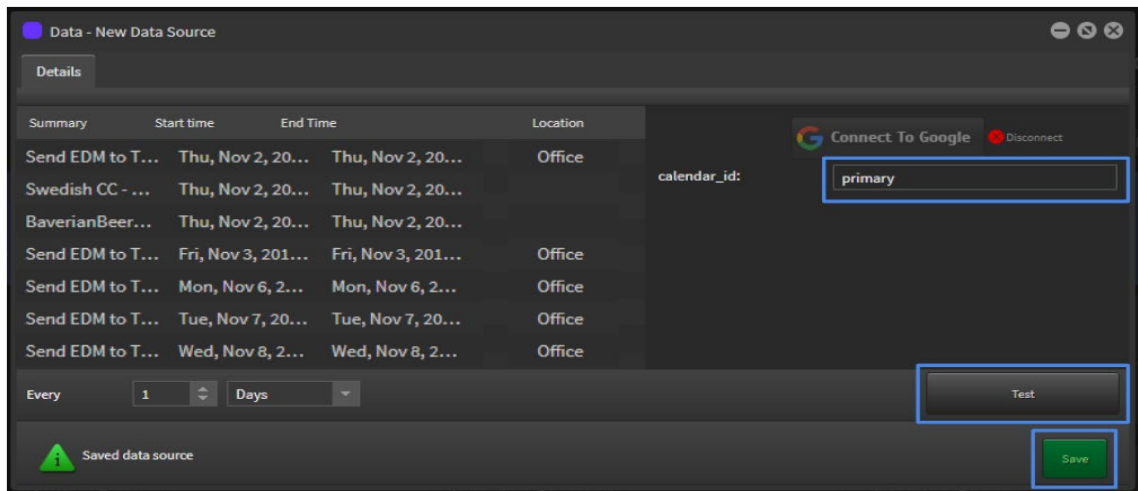 Data - New Data Source
Details
Summary Start time End Time Location
Send EDM to T... Thu, Nov 2, 20... Thu, Nov 2, 20... Office
Swedish CC - ... Thu, Nov 2, 20... Thu, Nov 2, 20...
BaverianBeer... Thu, Nov 2, 20... Thu, Nov 2, 20...
Send EDM to T... Fri, Nov 3, 201... Fri, Nov 3, 201... Office
Send EDM to T... Mon, Nov 6, 2... Mon, Nov 6, 2... Office
Send EDM to T... Tue, Nov 7, 20... Tue, Nov 7, 20... Office
Send EDM to T... Wed, Nov 8, 2... Wed, Nov 8, 2... Office
Connect To Google Disconnect
calendar_id: primary
Every 1 Days
Test
Saved data source
Save